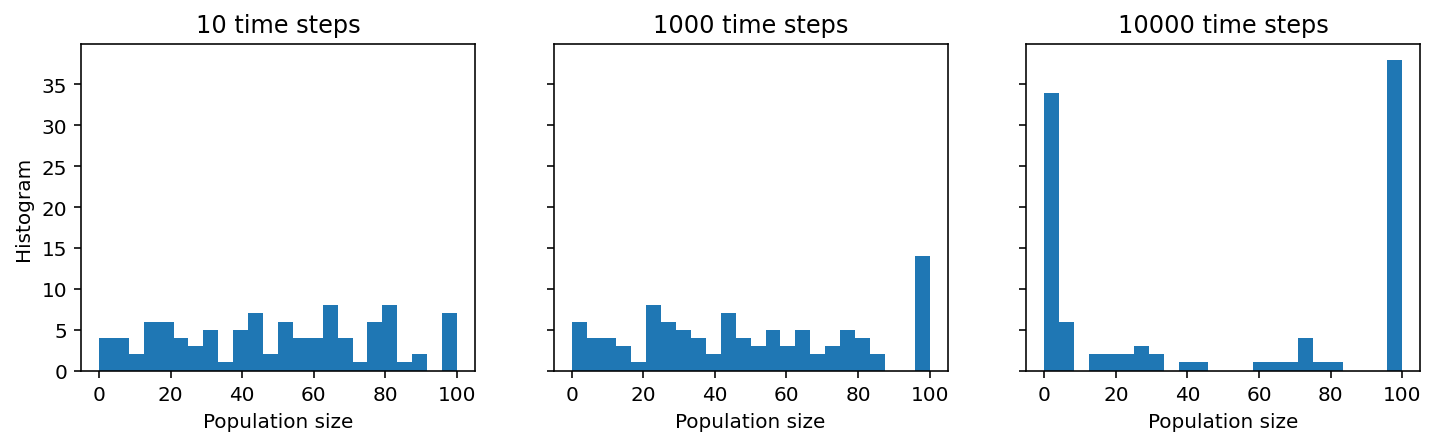 10 time steps
1000 time steps
10000 time steps
Histogram
35
30
25
20
15
10
5
0
0 20 40 60 80 100
0 20 40 60 80 100
0 20 40 60 80 100
Population size
Population size
Population size